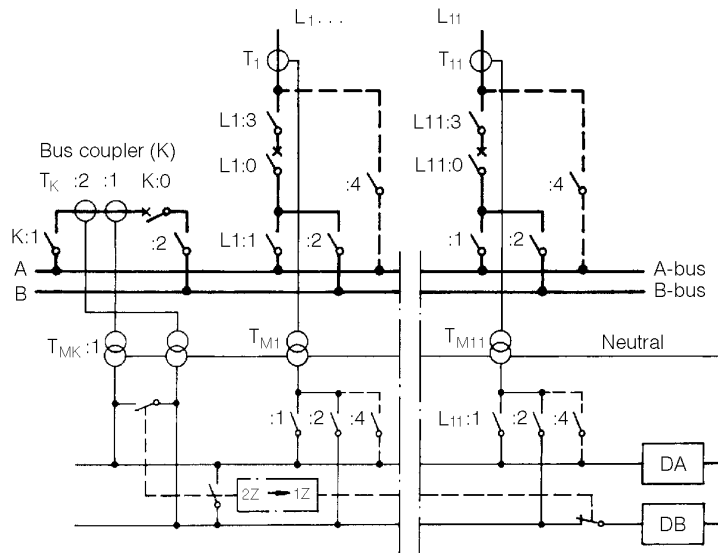 L1... L11
T1 T11
L1:3 L11:3
Bus coupler (K)
L1:0 L11:0
TK :2 :1 K:0
:4 :4
K:1 :2 L1:1 :2 :1 :2
A A-bus
B B-bus
TMK:1 TM1 TM11 Neutral
:1 :2 :4 L11:1 :2 :4
DA
2Z 1Z
DB